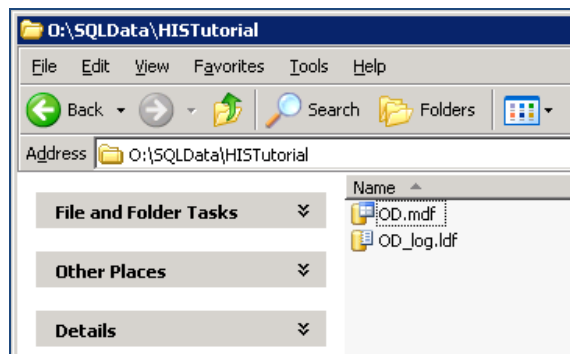 O:\SQLData\HISTutorial
File Edit View Favorites Tools Help
Back Search Folders
Address O:\SQLData\HISTutorial
Name
File and Folder Tasks
OD.mdf
OD_log.ldf
Other Places
Details